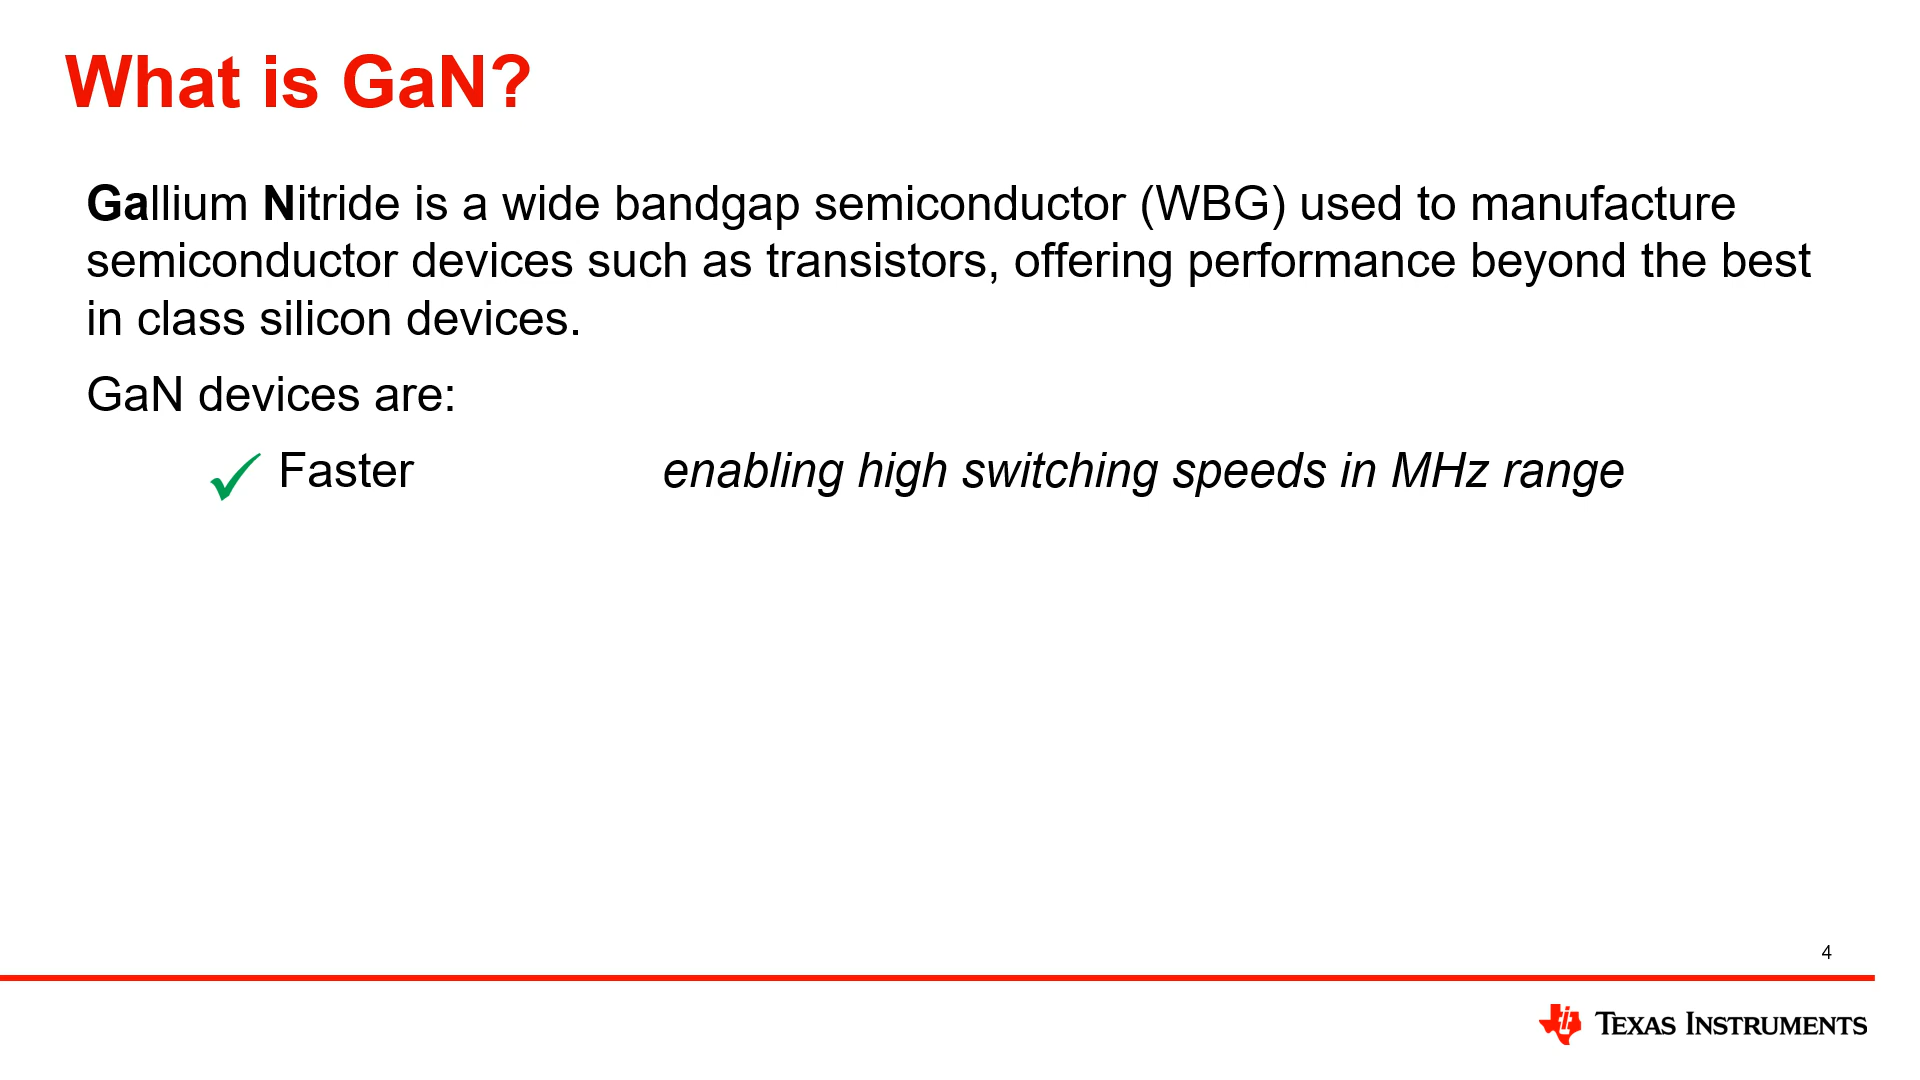 What is GaN?
Gallium Nitride is a wide bandgap semiconductor (WBG) used to manufacture
semiconductor devices such as transistors, offering performance beyond the best
in class silicon devices.
GaN devices are:
✓ Faster enabling high switching speeds in MHz range
4
TEXAS INSTRUMENTS